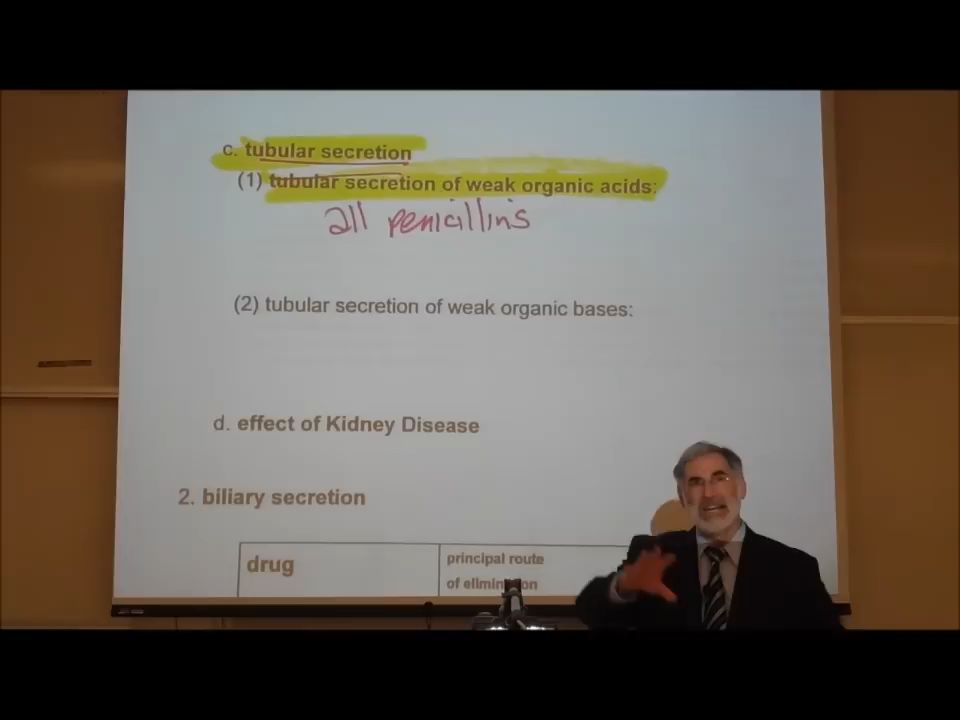 c. tubular secretion
(1) tubular secretion of weak organic acids:
all penicillins
(2) tubular secretion of weak organic bases:
d. effect of Kidney Disease
2. biliary secretion
drug
principal route
of elimination